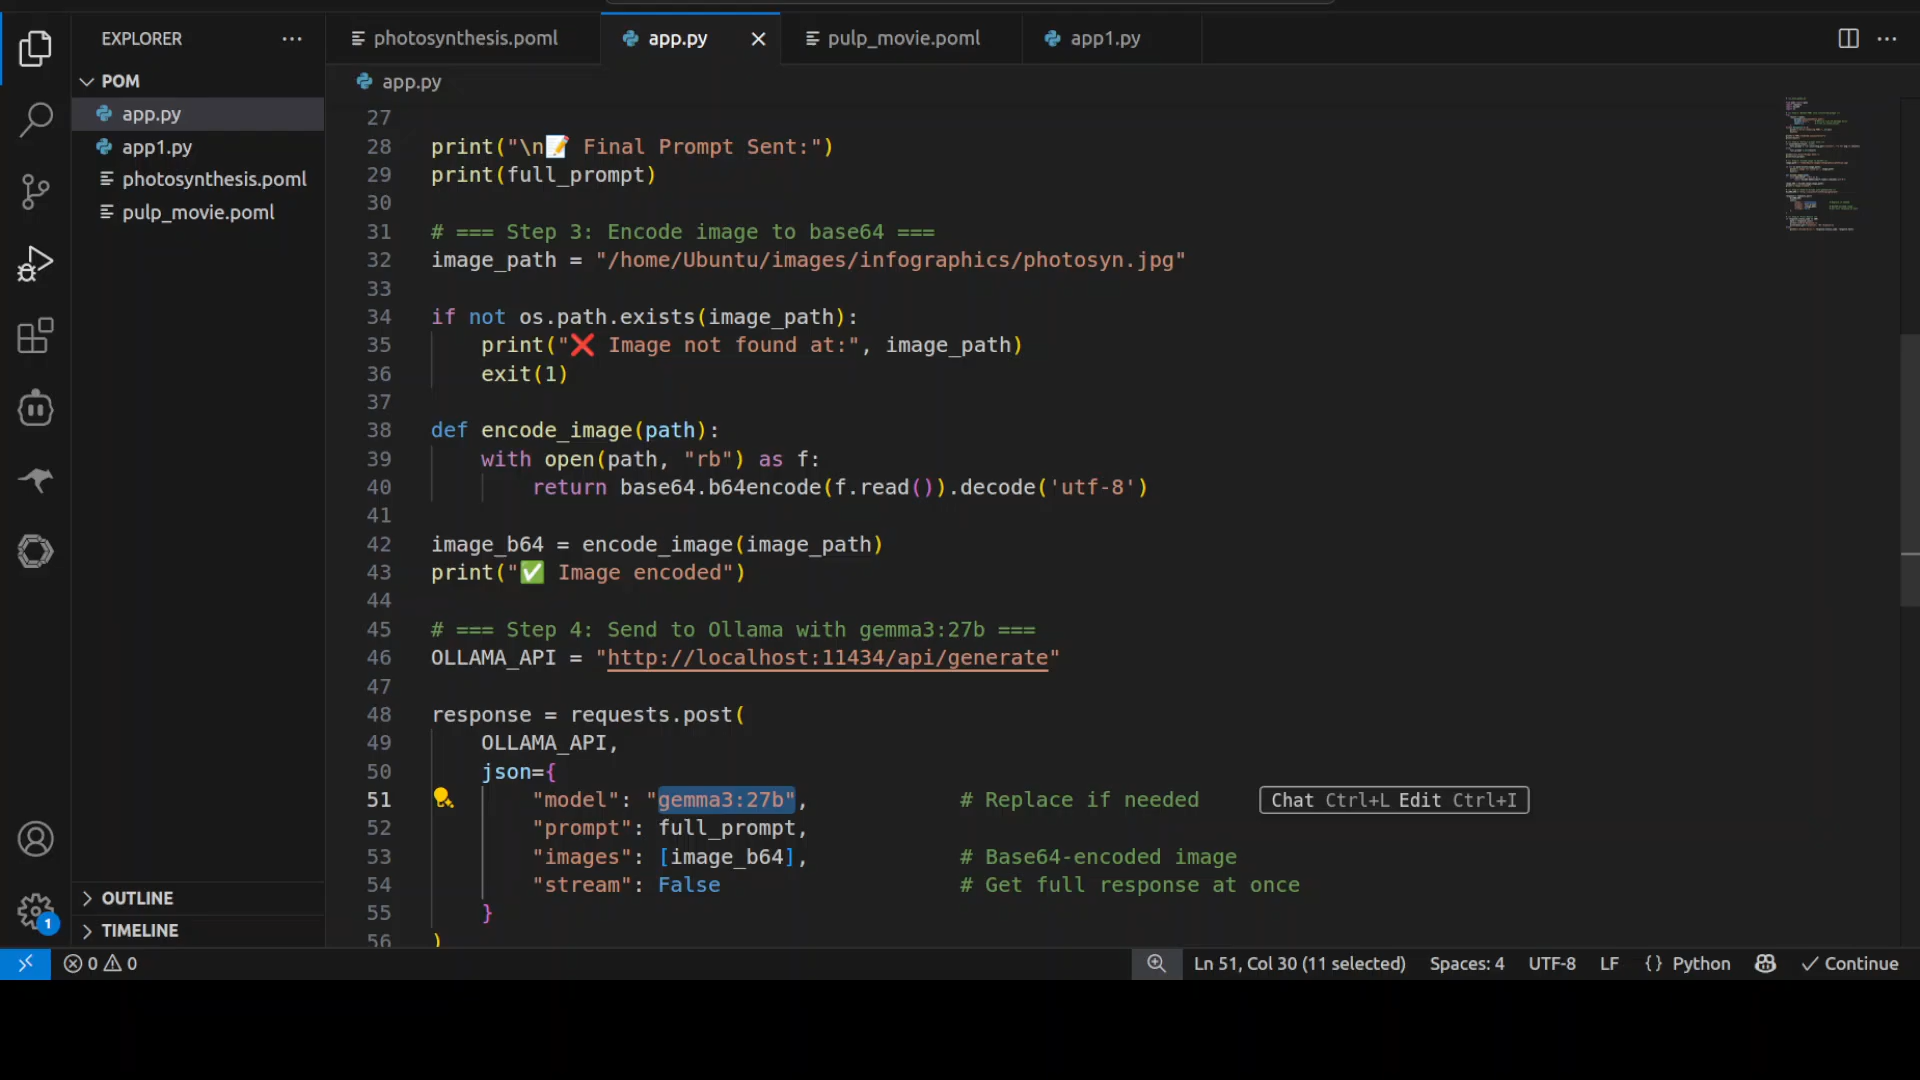 EXPLORER
POM
app.py
app1.py
photosynthesis.poml
pulp_movie.poml
OUTLINE
TIMELINE
1
photosynthesis.poml
app.py
pulp_movie.poml
app1.py
app.py
27
28 print("\n📝 Final Prompt Sent:")
29 print(full_prompt)
30
31 # === Step 3: Encode image to base64 ===
32 image_path = "/home/Ubuntu/images/infographics/photosyn.jpg"
33
34 if not os.path.exists(image_path):
35 print("❌ Image not found at:", image_path)
36 exit(1)
37
38 def encode_image(path):
39 with open(path, "rb") as f:
40 return base64.b64encode(f.read()).decode('utf-8')
41
42 image_b64 = encode_image(image_path)
43 print("✅ Image encoded")
44
45 # === Step 4: Send to Ollama with gemma3:27b ===
46 OLLAMA_API = "http://localhost:11434/api/generate"
47
48 response = requests.post(
49 OLLAMA_API,
50 json={
51 "model": "gemma3:27b", # Replace if needed Chat Ctrl+L Edit Ctrl+I
52 "prompt": full_prompt,
53 "images": [image_b64], # Base64-encoded image
54 "stream": False # Get full response at once
55 }
56 )
0 0 Ln 51, Col 30 (11 selected) Spaces: 4 UTF-8 LF {} Python Continue